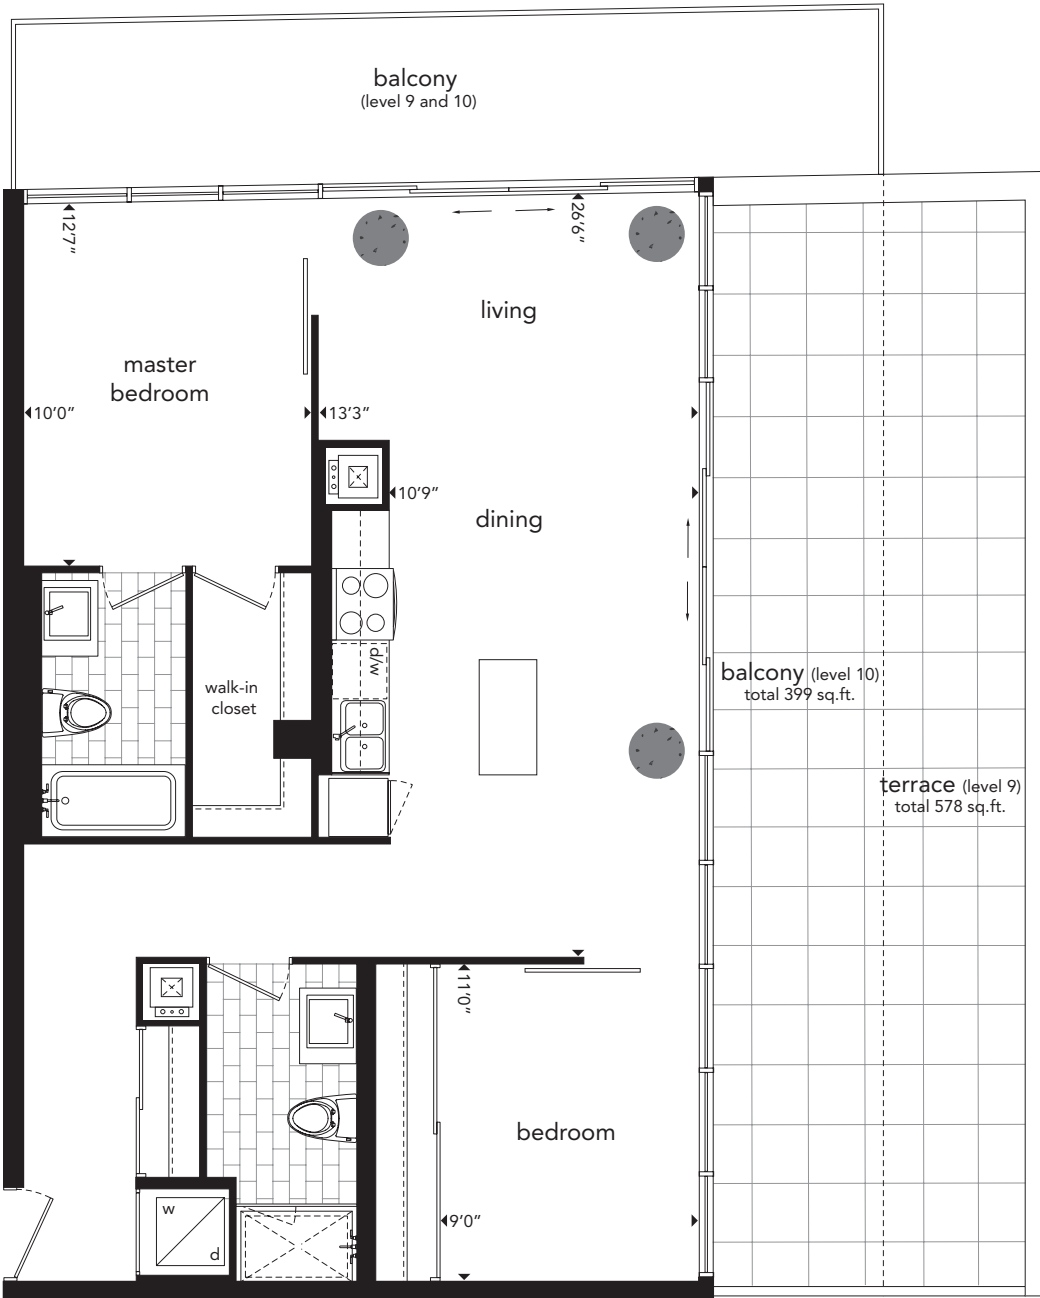 balcony
(level 9 and 10)
12'7"
26'6"
living
master
bedroom
10'0"
13'3"
10'9"
dining
d/w
walk-in
closet
balcony (level 10)
total 399 sq.ft.
terrace (level 9)
total 578 sq.ft.
11'0"
bedroom
w
d
9'0"